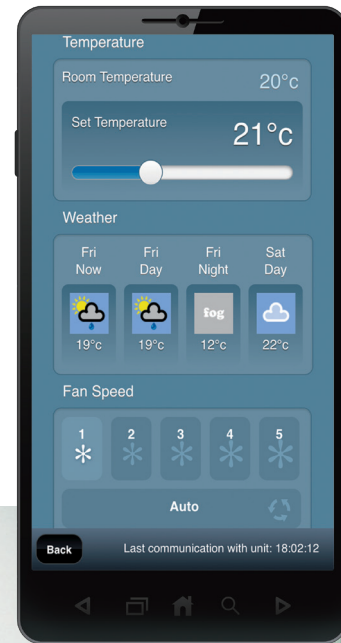 Temperature
Room Temperature 20°c
Set Temperature 21°c
Weather
Fri Fri Fri Sat
Now Day Night Day
fog
19°c 19°c 12°c 22°c
Fan Speed
1 2 3 4 5
Auto
Back Last communication with unit: 18:02:12